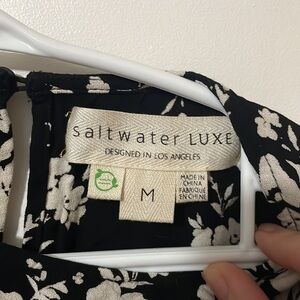 saltwater LUXE
DESIGNED IN LOS ANGELES
M
MADE IN
CHINA
FABRIQUÉ
EN CHINE